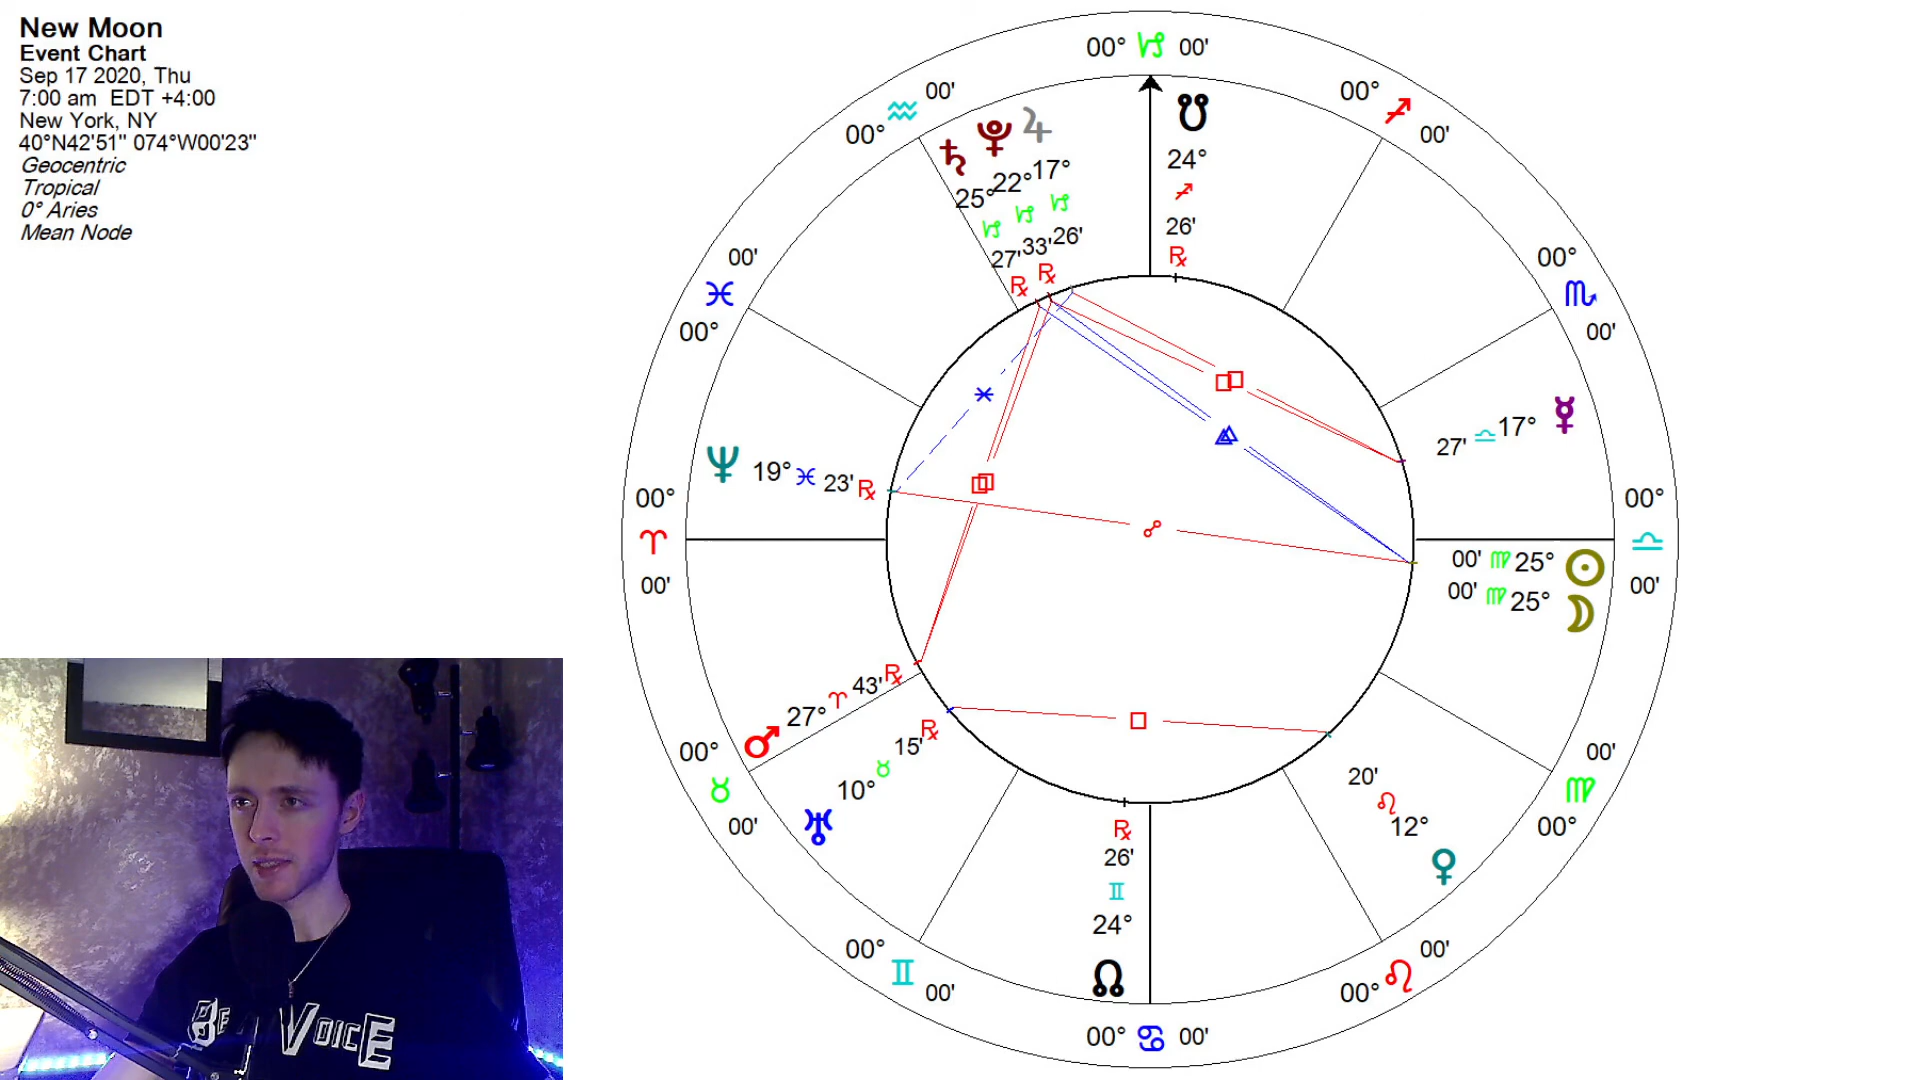 New Moon
Event Chart
Sep 17 2020, Thu
7:00 am EDT +4:00
New York, NY
40°N42'51" 074°W00'23"
Geocentric
Tropical
0° Aries
Mean Node
00° ♑ 00'
00° ♐ 00'
00° ♏ 00'
00° ♎ 00'
00' ♍ 00°
00° ♌ 00'
00° ♋ 00'
00° ♊ 00'
00° ♉ 00'
00° ♈ 00'
00' ♓ 00°
00° ♒ 00'
♄ 25° ♑ 27' ℞
♇ 22° ♑ 33' ℞
♃ 17° ♑ 26'
☋ 24° ♐ 26' ℞
27' ♎ 17° ☿
00' ♍ 25° ☉
00' ♍ 25° ☽
20' ♌ 12° ♀
℞ 26' ♊ 24° ☊
♅ 10° ♉ 15' ℞
♂ 27° ♈ 43' ℞
♆ 19° ♓ 23' ℞
VOICE